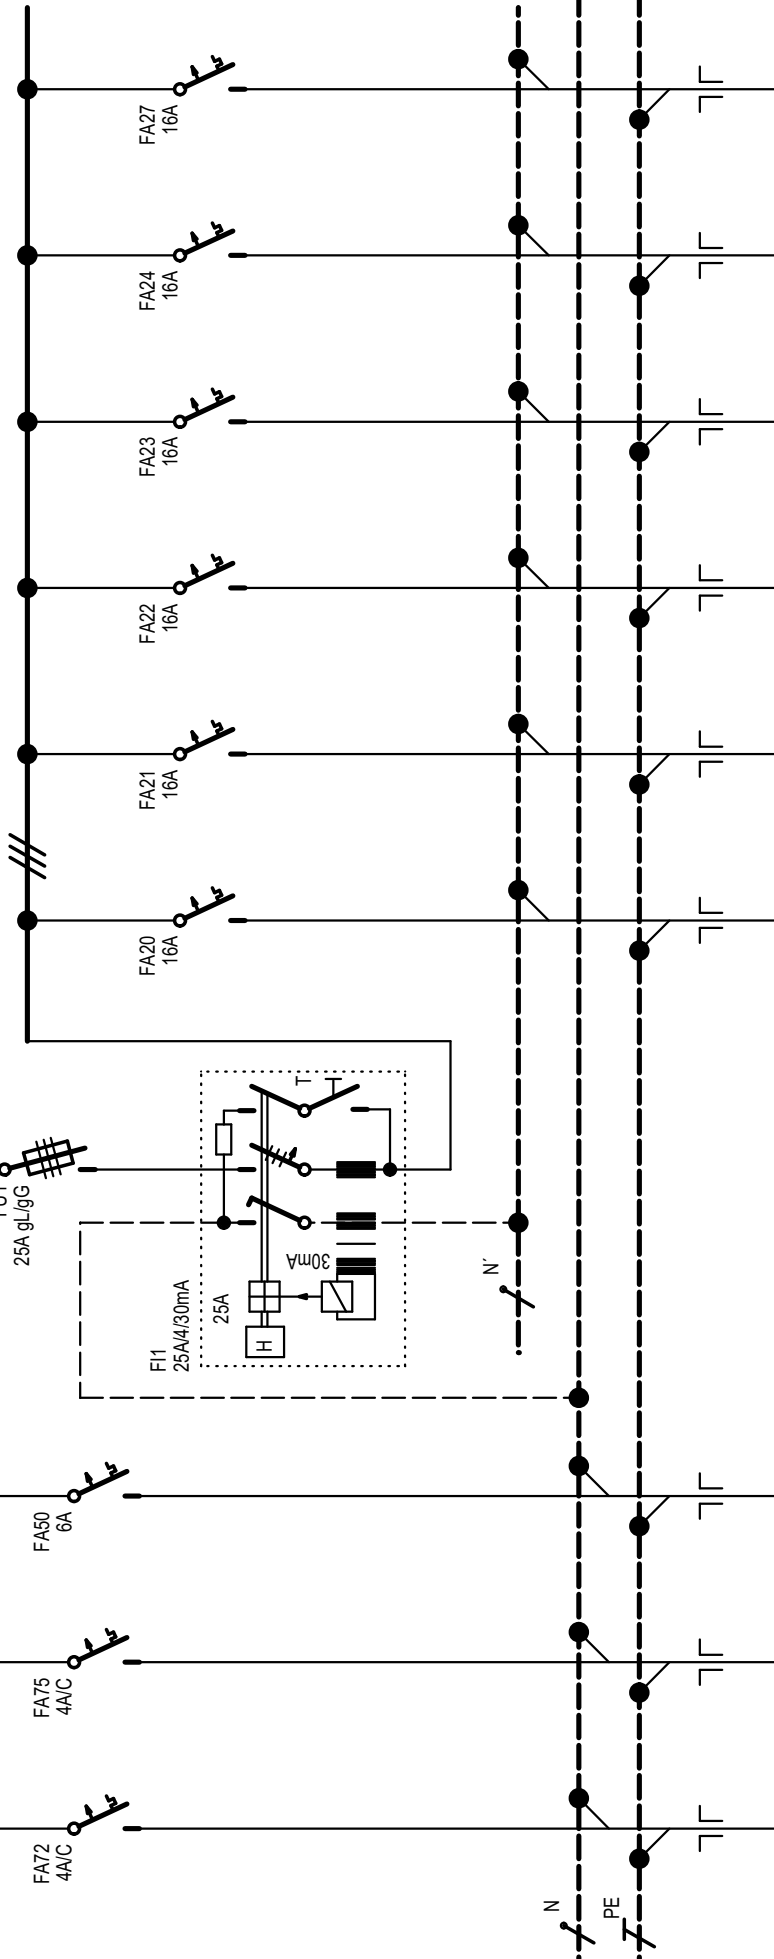 FA27
16A
FA24
16A
FA23
16A
FA22
16A
FA21
16A
FA20
16A
25A gL/gG
T
30mA
H
25A
FI1
25A/4/30mA
N´
FA50
6A
FA75
4A/C
FA72
4A/C
N
PE